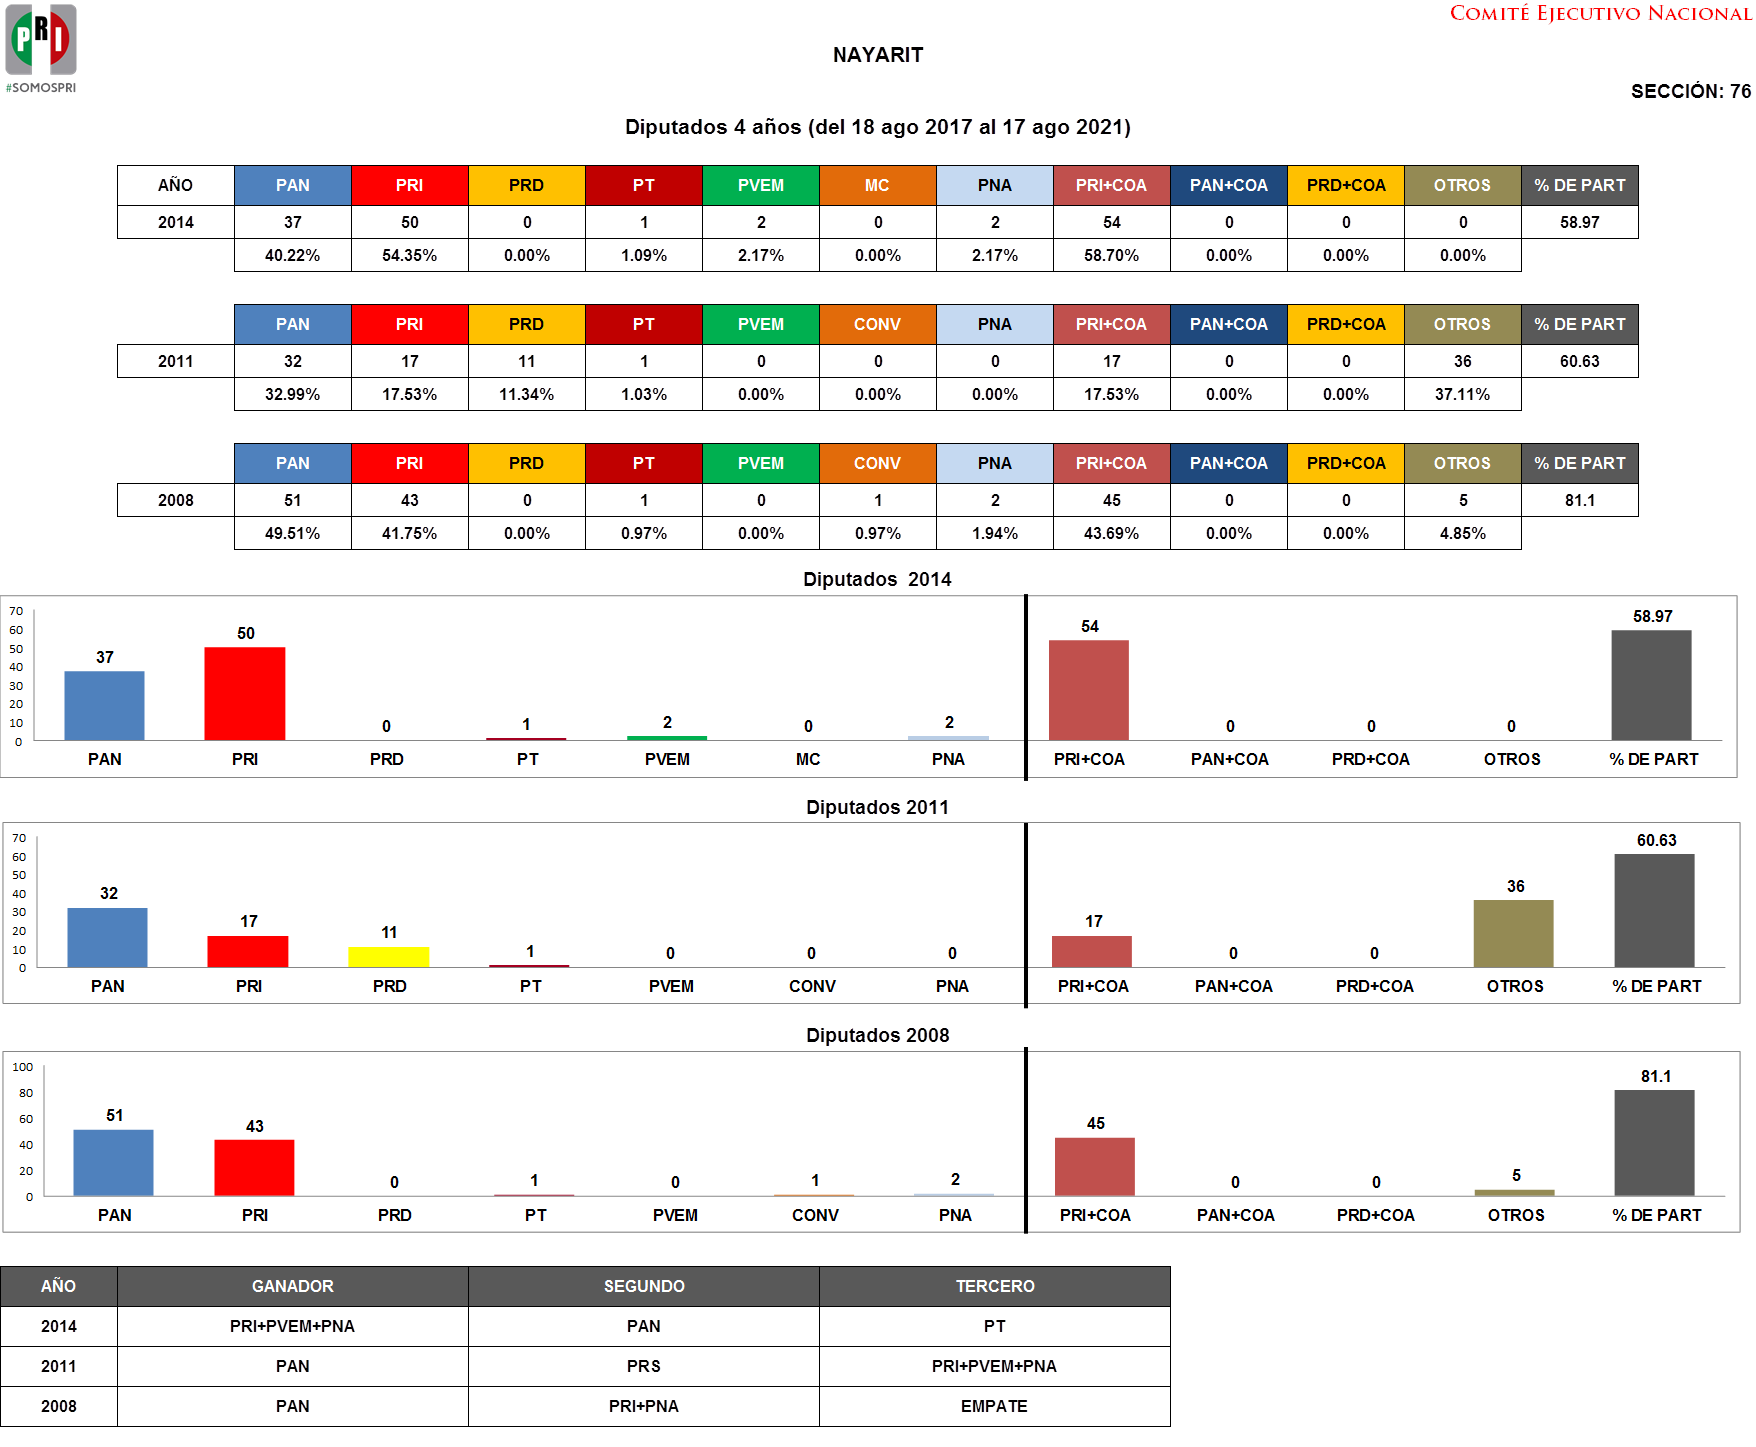 PRI
#SOMOSPRI
COMITÉ EJECUTIVO NACIONAL
NAYARIT
SECCIÓN: 76
Diputados 4 años (del 18 ago 2017 al 17 ago 2021)
AÑO PAN PRI PRD PT PVEM MC PNA PRI+COA PAN+COA PRD+COA OTROS % DE PART
2014 37 50 0 1 2 0 2 54 0 0 0 58.97
40.22% 54.35% 0.00% 1.09% 2.17% 0.00% 2.17% 58.70% 0.00% 0.00% 0.00%
PAN PRI PRD PT PVEM CONV PNA PRI+COA PAN+COA PRD+COA OTROS % DE PART
2011 32 17 11 1 0 0 0 17 0 0 36 60.63
32.99% 17.53% 11.34% 1.03% 0.00% 0.00% 0.00% 17.53% 0.00% 0.00% 37.11%
PAN PRI PRD PT PVEM CONV PNA PRI+COA PAN+COA PRD+COA OTROS % DE PART
2008 51 43 0 1 0 1 2 45 0 0 5 81.1
49.51% 41.75% 0.00% 0.97% 0.00% 0.97% 1.94% 43.69% 0.00% 0.00% 4.85%
Diputados 2014
70
60
50
40
30
20
10
0
37 50 0 1 2 0 2 54 0 0 0 58.97
PAN PRI PRD PT PVEM MC PNA PRI+COA PAN+COA PRD+COA OTROS % DE PART
Diputados 2011
70
60
50
40
30
20
10
0
32 17 11 1 0 0 0 17 0 0 36 60.63
PAN PRI PRD PT PVEM CONV PNA PRI+COA PAN+COA PRD+COA OTROS % DE PART
Diputados 2008
100
80
60
40
20
0
51 43 0 1 0 1 2 45 0 0 5 81.1
PAN PRI PRD PT PVEM CONV PNA PRI+COA PAN+COA PRD+COA OTROS % DE PART
AÑO GANADOR SEGUNDO TERCERO
2014 PRI+PVEM+PNA PAN PT
2011 PAN PRS PRI+PVEM+PNA
2008 PAN PRI+PNA EMPATE